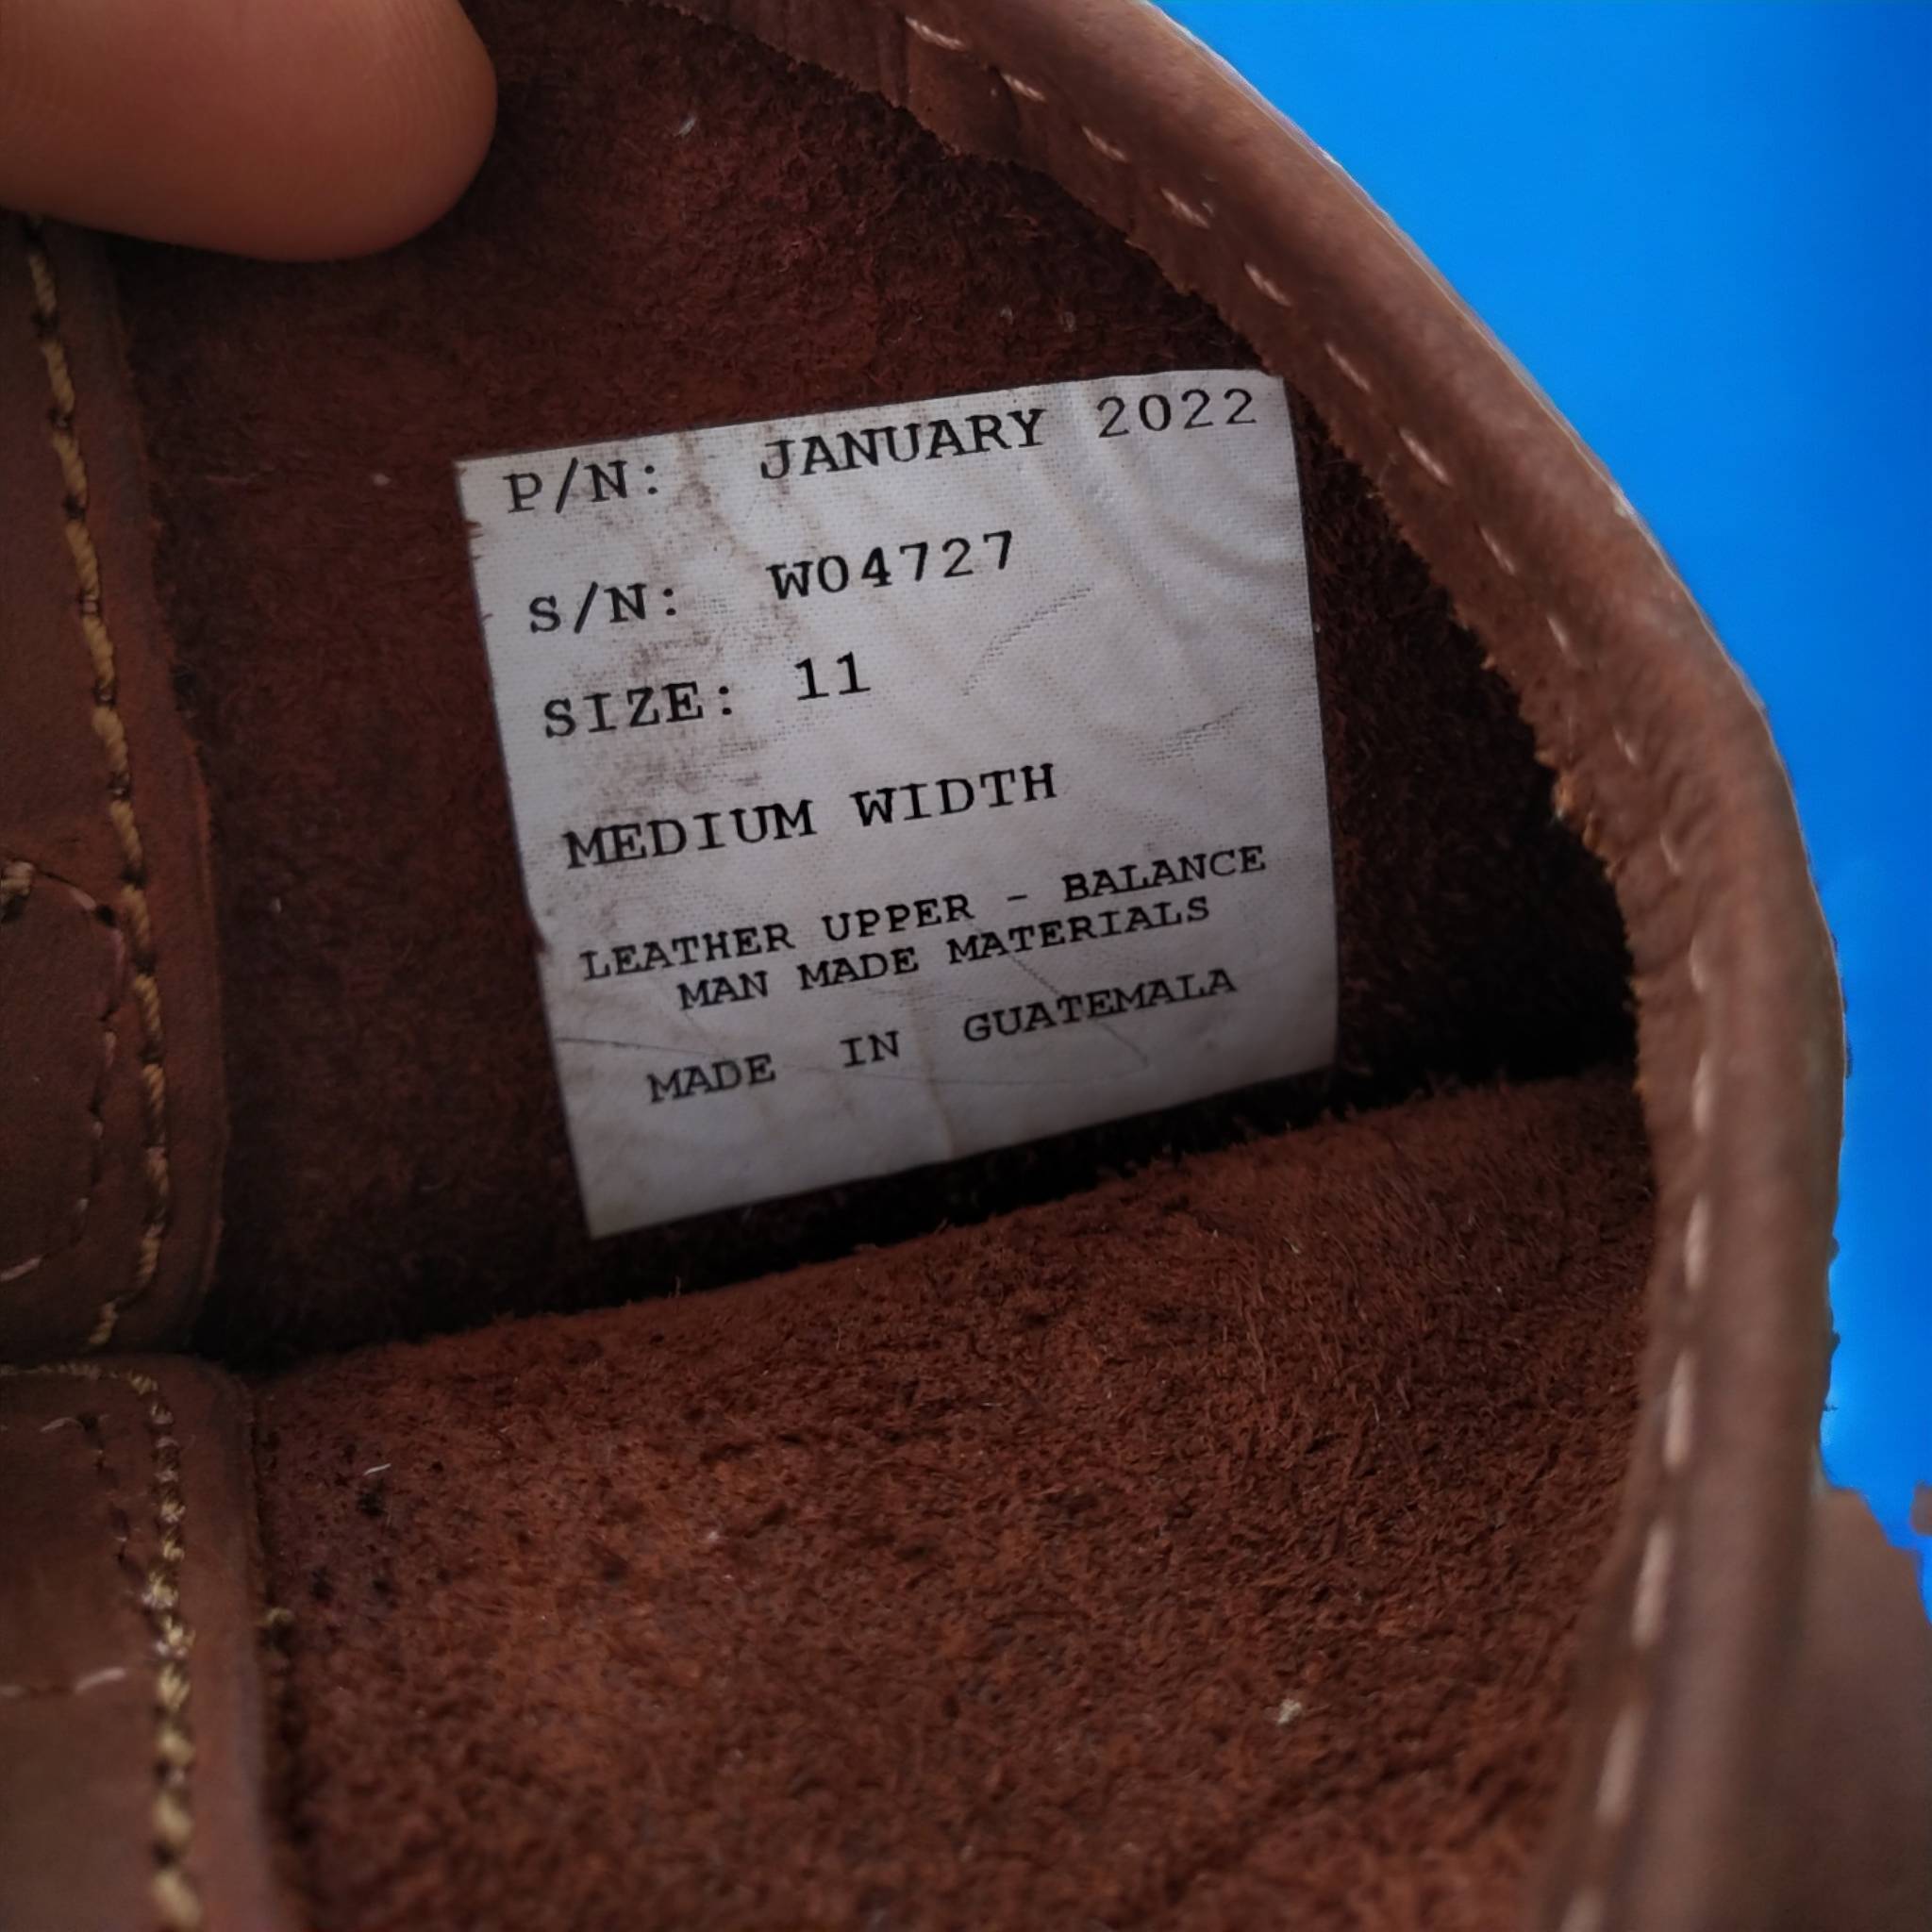 P/N: JANUARY 2022
S/N: W04727
SIZE: 11
MEDIUM WIDTH
LEATHER UPPER - BALANCE
MAN MADE MATERIALS
MADE IN GUATEMALA